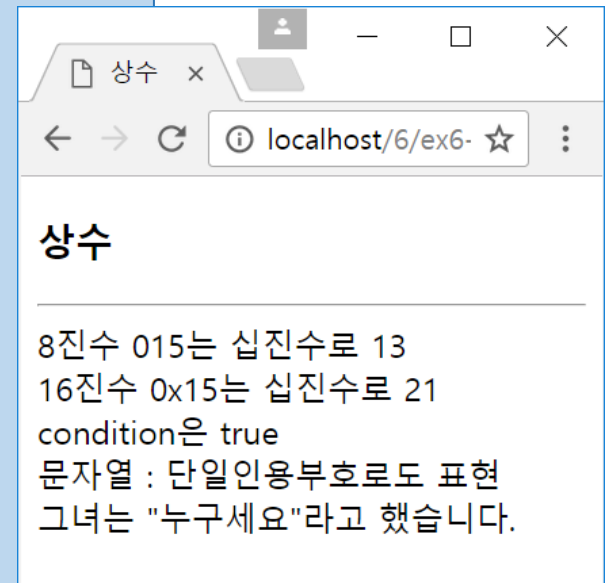 상수
localhost/6/ex6-
상수
8진수 015는 십진수로 13
16진수 0x15는 십진수로 21
condition은 true
문자열 : 단일인용부호로도 표현
그녀는 "누구세요"라고 했습니다.